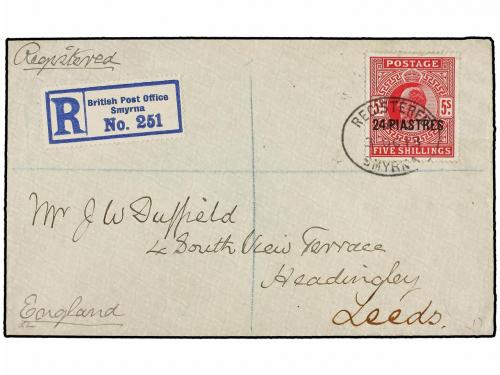 Registered
R
British Post Office
Smyrna
No. 251
POSTAGE
5S
24 PIASTRES
FIVE SHILLINGS
REGISTERED
SMYRNA
Mr J W Duffield
4 South View Terrace
Headingley
Leeds.
England